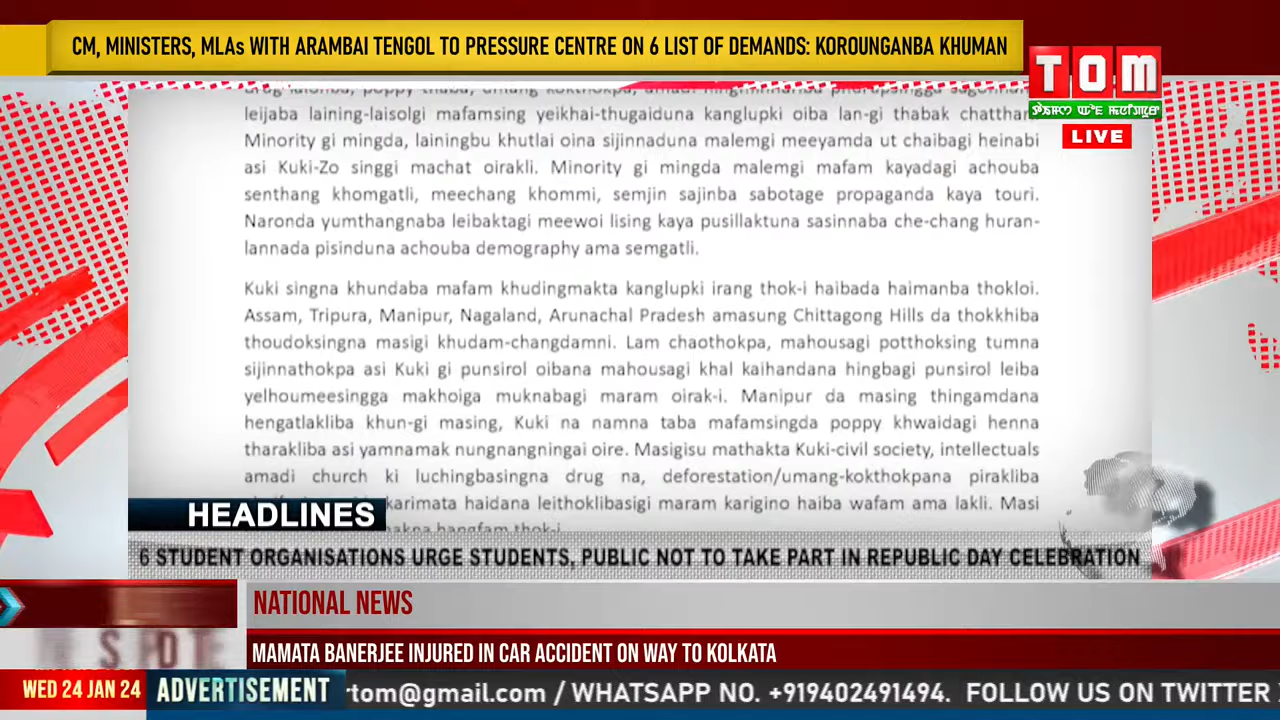 CM, MINISTERS, MLAs WITH ARAMBAI TENGOL TO PRESSURE CENTRE ON 6 LIST OF DEMANDS: KOROUNGANBA KHUMAN
TOM
LIVE
leijaba laining-lai gi mafamsing yeikhai-thugaiduna kanglupki oiba lan-gi thabak chatthar
Minority gi mingda, lainingbu khutlai oina sijinnaduna malemgi meeyamda ut chaibagi heinabi
asi Kuki-Zo singgi machat oirakli. Minority gi mingda malemgi mafam kayadagi achouba
senthang khomgatli, meechang khommi, semjin sajinba sabotage propaganda kaya touri.
Naronda yumthangnaba leibaktagi meewoi lising kaya pusillaktuna sasinnaba che-chang huran-
lannada pisinduna achouba demography ama semgatli.
Kuki singna khundaba mafam khudingmakta kanglupki irang thok-i haibada haimanba thokloi.
Assam, Tripura, Manipur, Nagaland, Arunachal Pradesh amasung Chittagong Hills da thokkhiba
thoudoksingna masigi khudam-changdamni. Lam chaothokpa, mahousagi potthoksing tumna
sijinnathokpa asi Kuki gi punsirol oibana mahousagi khal kaihandana hingbagi punsirol leiba
yelhoumeesingga makhoiga muknabagi maram oirak-i. Manipur da masing thingamdana
hengatlakliba khun-gi masing, Kuki na namna taba mafamsingda poppy khwaidagi henna
tharakliba asi yamnamak nungnangningai oire. Masigisu mathakta Kuki-civil society, intellectuals
amadi church ki luchingbasingna drug na, deforestation/umang-kokthokpana pirakliba
karimata haidana leithoklibasigi maram karigino haiba wafam ama lakli. Masi
HEADLINES
6 STUDENT ORGANISATIONS URGE STUDENTS, PUBLIC NOT TO TAKE PART IN REPUBLIC DAY CELEBRATION
NATIONAL NEWS
MAMATA BANERJEE INJURED IN CAR ACCIDENT ON WAY TO KOLKATA
WED 24 JAN 24
ADVERTISEMENT
tom@gmail.com / WHATSAPP NO. +919402491494. FOLLOW US ON TWITTER